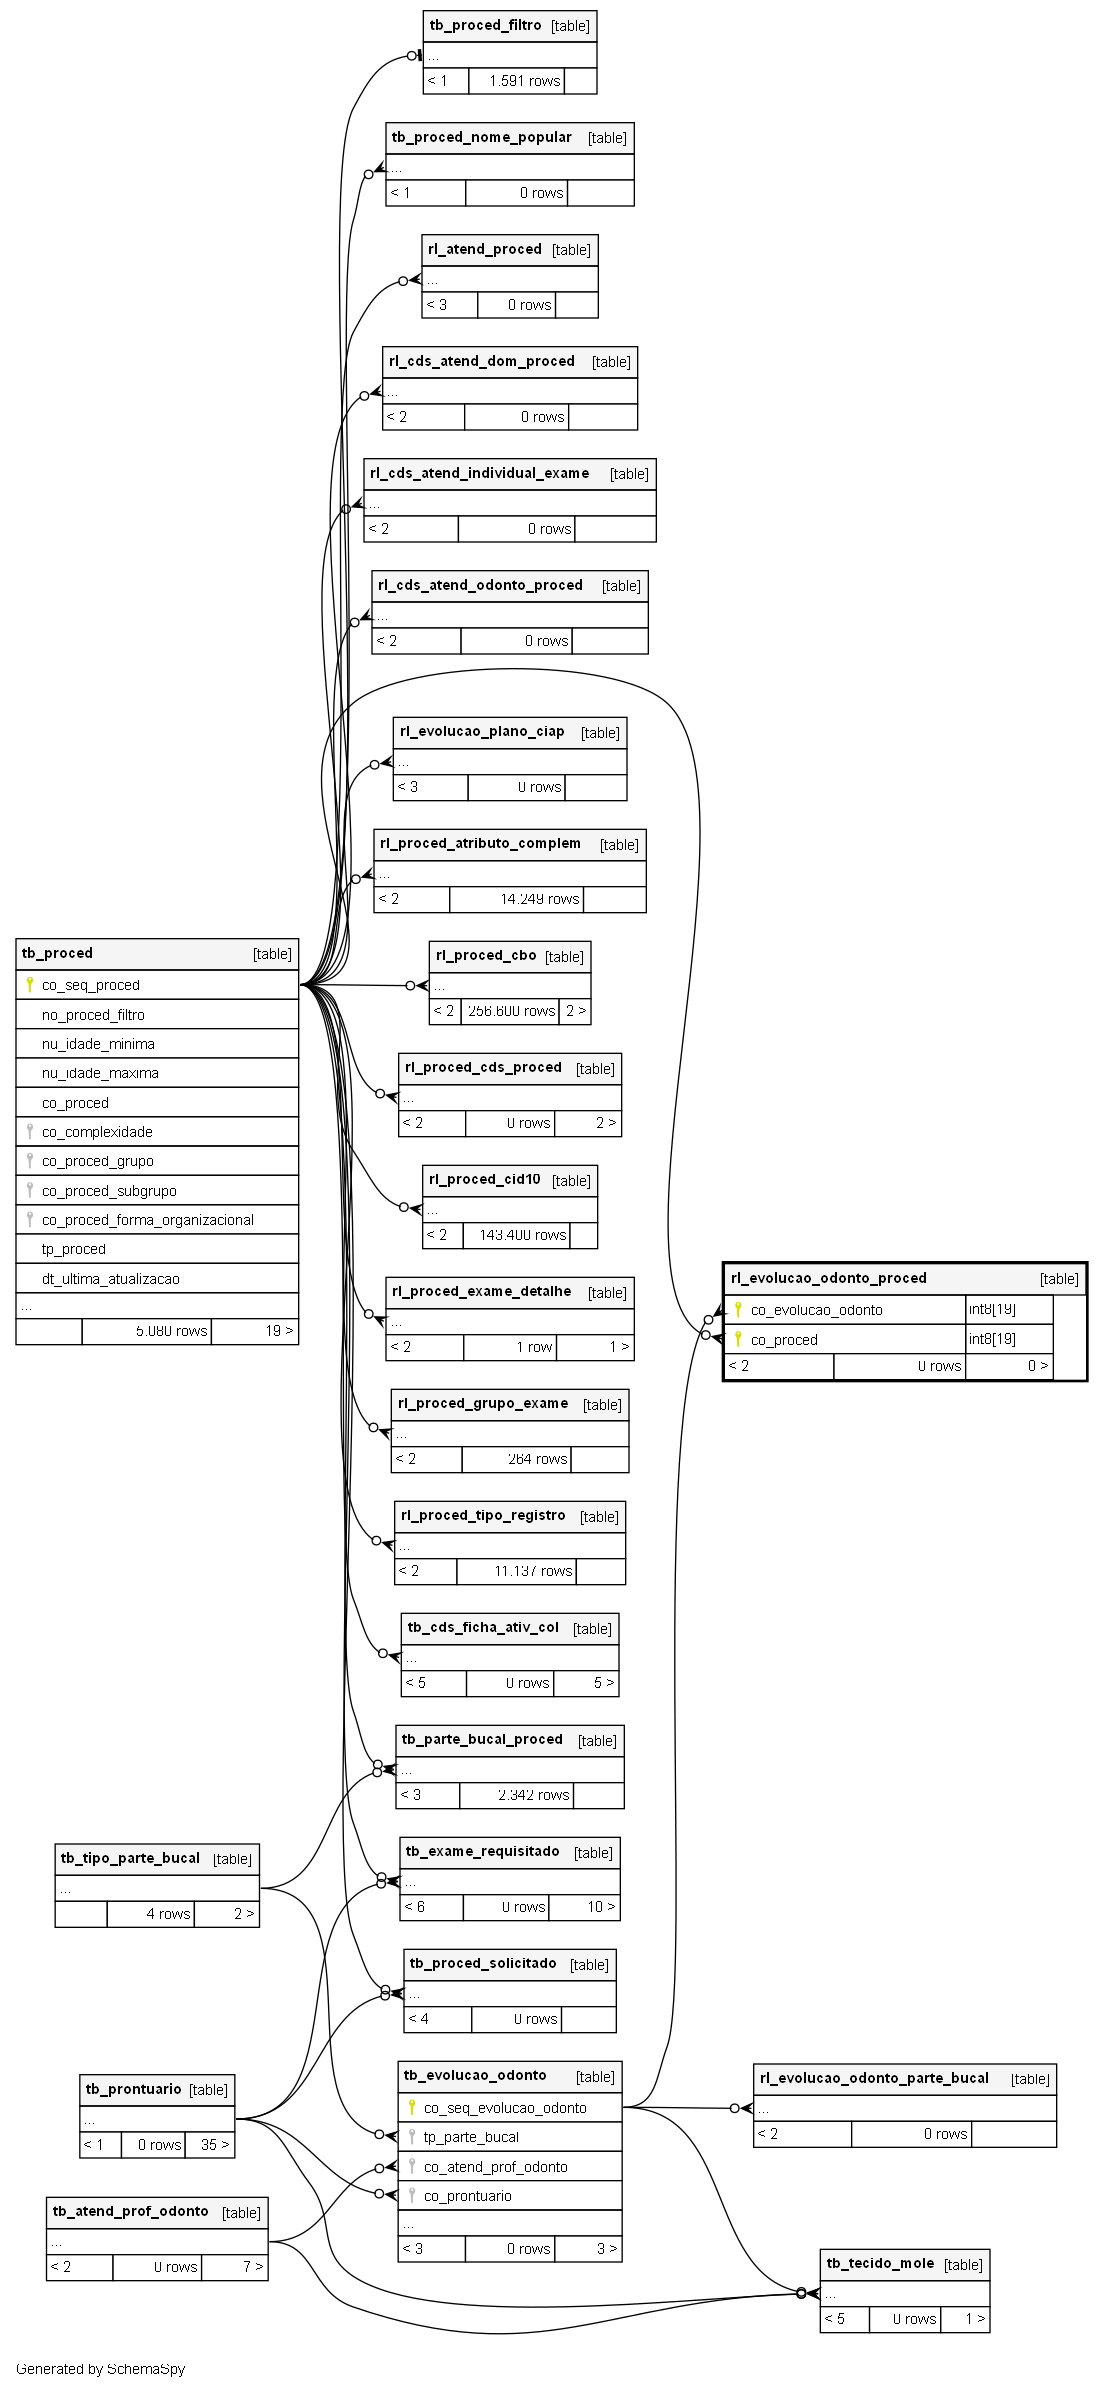 tb_proced_filtro [table]
...
< 1 1.591 rows
tb_proced_nome_popular [table]
...
< 1 0 rows
rl_atend_proced [table]
...
< 3 0 rows
rl_cds_atend_dom_proced [table]
...
< 2 0 rows
rl_cds_atend_individual_exame [table]
...
< 2 0 rows
rl_cds_atend_odonto_proced [table]
...
< 2 0 rows
rl_evolucao_plano_ciap [table]
...
< 3 0 rows
rl_proced_atributo_complem [table]
...
< 2 14.249 rows
tb_proced [table]
co_seq_proced
no_proced_filtro
nu_idade_minima
nu_idade_maxima
co_proced
co_complexidade
co_proced_grupo
co_proced_subgrupo
co_proced_forma_organizacional
tp_proced
dt_ultima_atualizacao
...
5.080 rows 19 >
rl_proced_cbo [table]
...
< 2 256.600 rows 2 >
rl_proced_cds_proced [table]
...
< 2 0 rows 2 >
rl_proced_cid10 [table]
...
< 2 143.400 rows
rl_evolucao_odonto_proced [table]
co_evolucao_odonto int8[19]
co_proced int8[19]
< 2 0 rows 0 >
rl_proced_exame_detalhe [table]
...
< 2 1 row 1 >
rl_proced_grupo_exame [table]
...
< 2 264 rows
rl_proced_tipo_registro [table]
...
< 2 11.137 rows
tb_cds_ficha_ativ_col [table]
...
< 5 0 rows 5 >
tb_parte_bucal_proced [table]
...
< 3 2.342 rows
tb_tipo_parte_bucal [table]
...
4 rows 2 >
tb_exame_requisitado [table]
...
< 6 0 rows 10 >
tb_proced_solicitado [table]
...
< 4 0 rows
tb_prontuario [table]
...
< 1 0 rows 35 >
tb_evolucao_odonto [table]
co_seq_evolucao_odonto
tp_parte_bucal
co_atend_prof_odonto
co_prontuario
...
< 3 0 rows 3 >
rl_evolucao_odonto_parte_bucal [table]
...
< 2 0 rows
tb_atend_prof_odonto [table]
...
< 2 0 rows 7 >
tb_tecido_mole [table]
...
< 5 0 rows 1 >
Generated by SchemaSpy